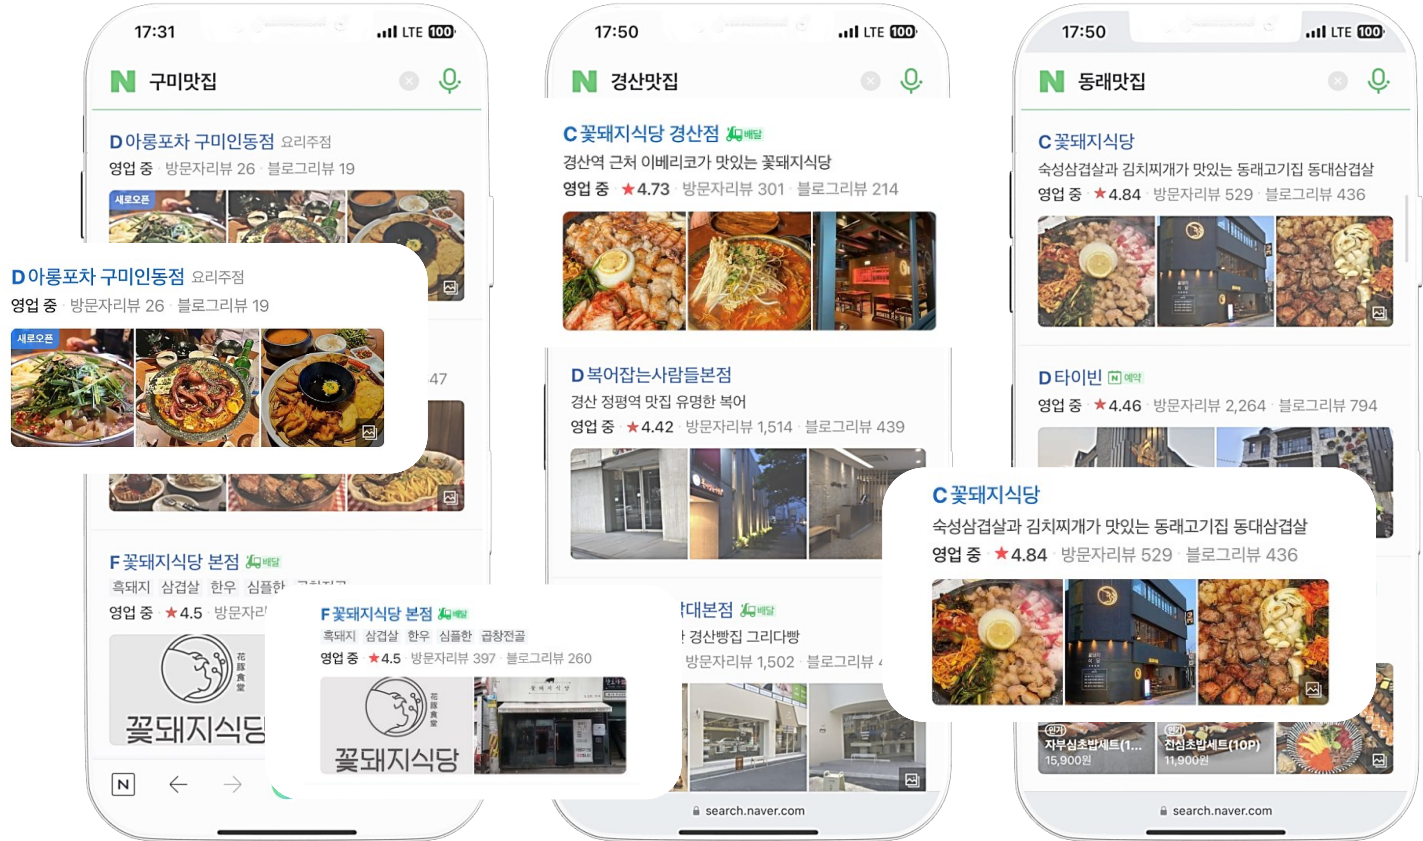 17:31
LTE 100
N 구미맛집
D 아롱포차 구미인동점 요리주점
영업 중 · 방문자리뷰 26 · 블로그리뷰 19
새로오픈
D 아롱포차 구미인동점 요리주점
영업 중 · 방문자리뷰 26 · 블로그리뷰 19
새로오픈
47
F 꽃돼지식당 본점 배달
흑돼지 삼겹살 한우 심플한
영업 중 · ★4.5 · 방문자리
花豚食堂
꽃돼지식당
F 꽃돼지식당 본점 배달
흑돼지 삼겹살 한우 심플한 곱창전골
영업 중 ★4.5 · 방문자리뷰 397 · 블로그리뷰 260
花豚食堂
꽃돼지식당
꽃돼지식당
N
17:50
LTE 100
N 경산맛집
C 꽃돼지식당 경산점 배달
경산역 근처 이베리코가 맛있는 꽃돼지식당
영업 중 · ★4.73 · 방문자리뷰 301 · 블로그리뷰 214
D 복어잡는사람들본점
경산 정평역 맛집 유명한 복어
영업 중 · ★4.42 · 방문자리뷰 1,514 · 블로그리뷰 439
대본점 배달
경산빵집 그리다빵
방문자리뷰 1,502 · 블로그리뷰 4
search.naver.com
17:50
LTE 100
N 동래맛집
C 꽃돼지식당
숙성삼겹살과 김치찌개가 맛있는 동래고기집 동대삼겹살
영업 중 · ★4.84 · 방문자리뷰 529 · 블로그리뷰 436
D 타이빈 N 예약
영업 중 · ★4.46 · 방문자리뷰 2,264 · 블로그리뷰 794
C 꽃돼지식당
숙성삼겹살과 김치찌개가 맛있는 동래고기집 동대삼겹살
영업 중 · ★4.84 · 방문자리뷰 529 · 블로그리뷰 436
인기
자부심초밥세트(1...
15,900원
인기
진심초밥세트(10P)
11,900원
search.naver.com